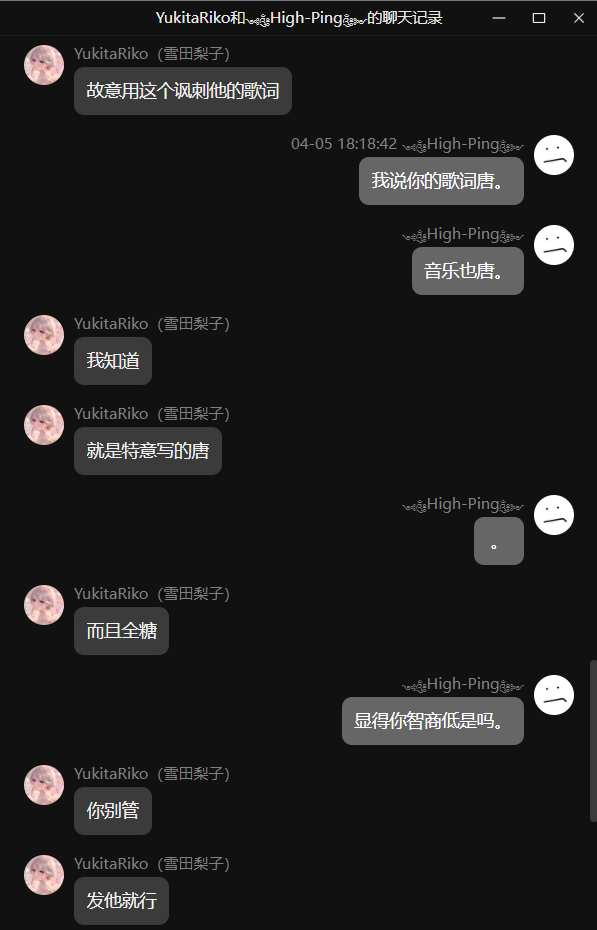 YukitaRiko和༺High-Ping༻的聊天记录
YukitaRiko（雪田梨子）
故意用这个讽刺他的歌词
04-05 18:18:42 ༺High-Ping༻
我说你的歌词唐。
༺High-Ping༻
音乐也唐。
YukitaRiko（雪田梨子）
我知道
YukitaRiko（雪田梨子）
就是特意写的唐
༺High-Ping༻
。
YukitaRiko（雪田梨子）
而且全糖
༺High-Ping༻
显得你智商低是吗。
YukitaRiko（雪田梨子）
你别管
YukitaRiko（雪田梨子）
发他就行